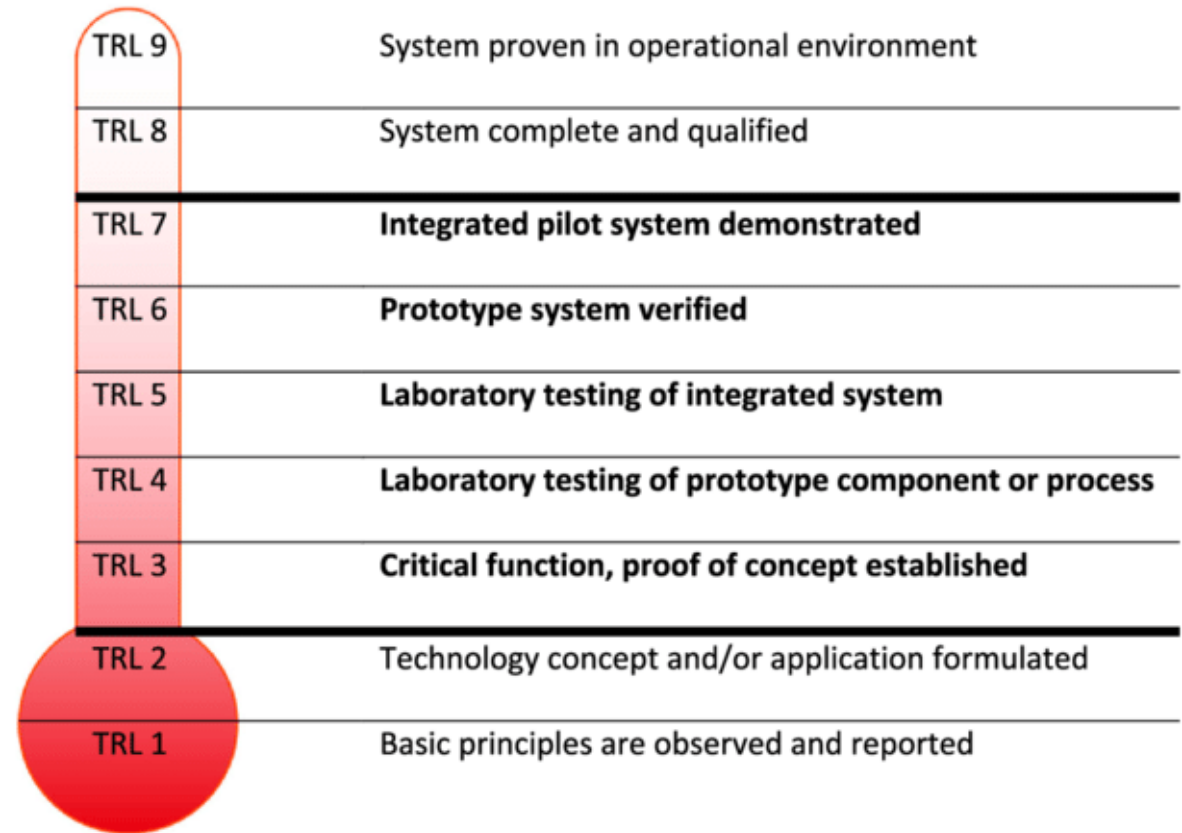 TRL 9 System proven in operational environment
TRL 8 System complete and qualified
TRL 7 Integrated pilot system demonstrated
TRL 6 Prototype system verified
TRL 5 Laboratory testing of integrated system
TRL 4 Laboratory testing of prototype component or process
TRL 3 Critical function, proof of concept established
TRL 2 Technology concept and/or application formulated
TRL 1 Basic principles are observed and reported